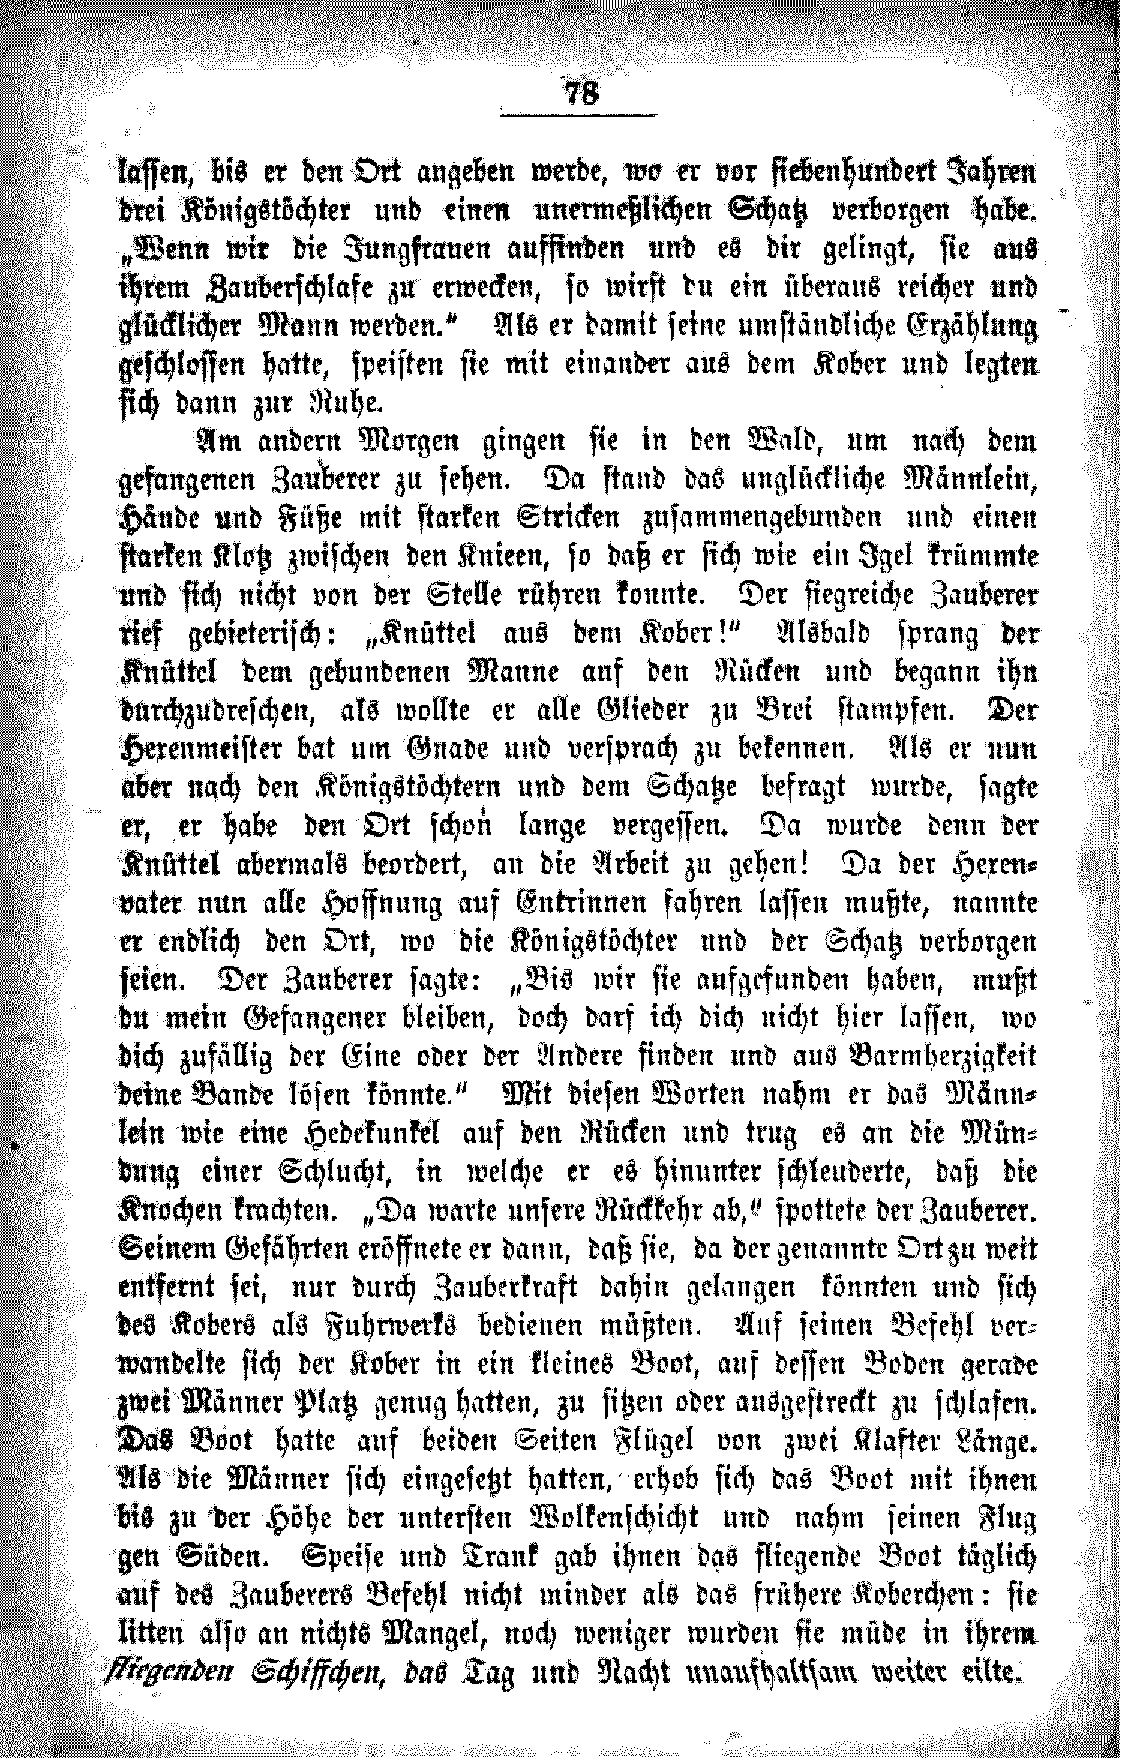 78
lassen, bis er den Ort angeben werde, wo er vor siebenhundert Jahren
drei Königstöchter und einen unermeßlichen Schatz verborgen habe.
„Wenn wir die Jungfrauen auffinden und es dir gelingt, sie aus
ihrem Zauberschlafe zu erwecken, so wirst du ein überaus reicher und
glücklicher Mann werden.“ Als er damit seine umständliche Erzählung
geschlossen hatte, speisten sie mit einander aus dem Kober und legten
sich dann zur Ruhe.
Am andern Morgen gingen sie in den Wald, um nach dem
gefangenen Zauberer zu sehen. Da stand das unglückliche Männlein,
Hände und Füße mit starken Stricken zusammengebunden und einen
starken Klotz zwischen den Knieen, so daß er sich wie ein Igel krümmte
und sich nicht von der Stelle rühren konnte. Der siegreiche Zauberer
rief gebieterisch: „Knüttel aus dem Kober!“ Alsbald sprang der
Knüttel dem gebundenen Manne auf den Rücken und begann ihn
durchzudreschen, als wollte er alle Glieder zu Brei stampfen. Der
Hexenmeister bat um Gnade und versprach zu bekennen. Als er nun
aber nach den Königstöchtern und dem Schatze befragt wurde, sagte
er, er habe den Ort schon lange vergessen. Da wurde denn der
Knüttel abermals beordert, an die Arbeit zu gehen! Da der Hexen-
vater nun alle Hoffnung auf Entrinnen fahren lassen mußte, nannte
er endlich den Ort, wo die Königstöchter und der Schatz verborgen
seien. Der Zauberer sagte: „Bis wir sie aufgefunden haben, mußt
du mein Gefangener bleiben, doch darf ich dich nicht hier lassen, wo
dich zufällig der Eine oder der Andere finden und aus Barmherzigkeit
deine Bande lösen könnte.“ Mit diesen Worten nahm er das Männ-
lein wie eine Hedekunkel auf den Rücken und trug es an die Mün-
dung einer Schlucht, in welche er es hinunter schleuderte, daß die
Knochen krachten. „Da warte unsere Rückkehr ab,“ spottete der Zauberer.
Seinem Gefährten eröffnete er dann, daß sie, da der genannte Ort zu weit
entfernt sei, nur durch Zauberkraft dahin gelangen könnten und sich
des Kobers als Fuhrwerks bedienen müßten. Auf seinen Befehl ver-
wandelte sich der Kober in ein kleines Boot, auf dessen Boden gerade
zwei Männer Platz genug hatten, zu sitzen oder ausgestreckt zu schlafen.
Das Boot hatte auf beiden Seiten Flügel von zwei Klafter Länge.
Als die Männer sich eingesetzt hatten, erhob sich das Boot mit ihnen
bis zu der Höhe der untersten Wolkenschicht und nahm seinen Flug
gen Süden. Speise und Trank gab ihnen das fliegende Boot täglich
auf des Zauberers Befehl nicht minder als das frühere Koberchen: sie
litten also an nichts Mangel, noch weniger wurden sie müde in ihrem
fliegenden Schiffchen, das Tag und Nacht unaufhaltsam weiter eilte.